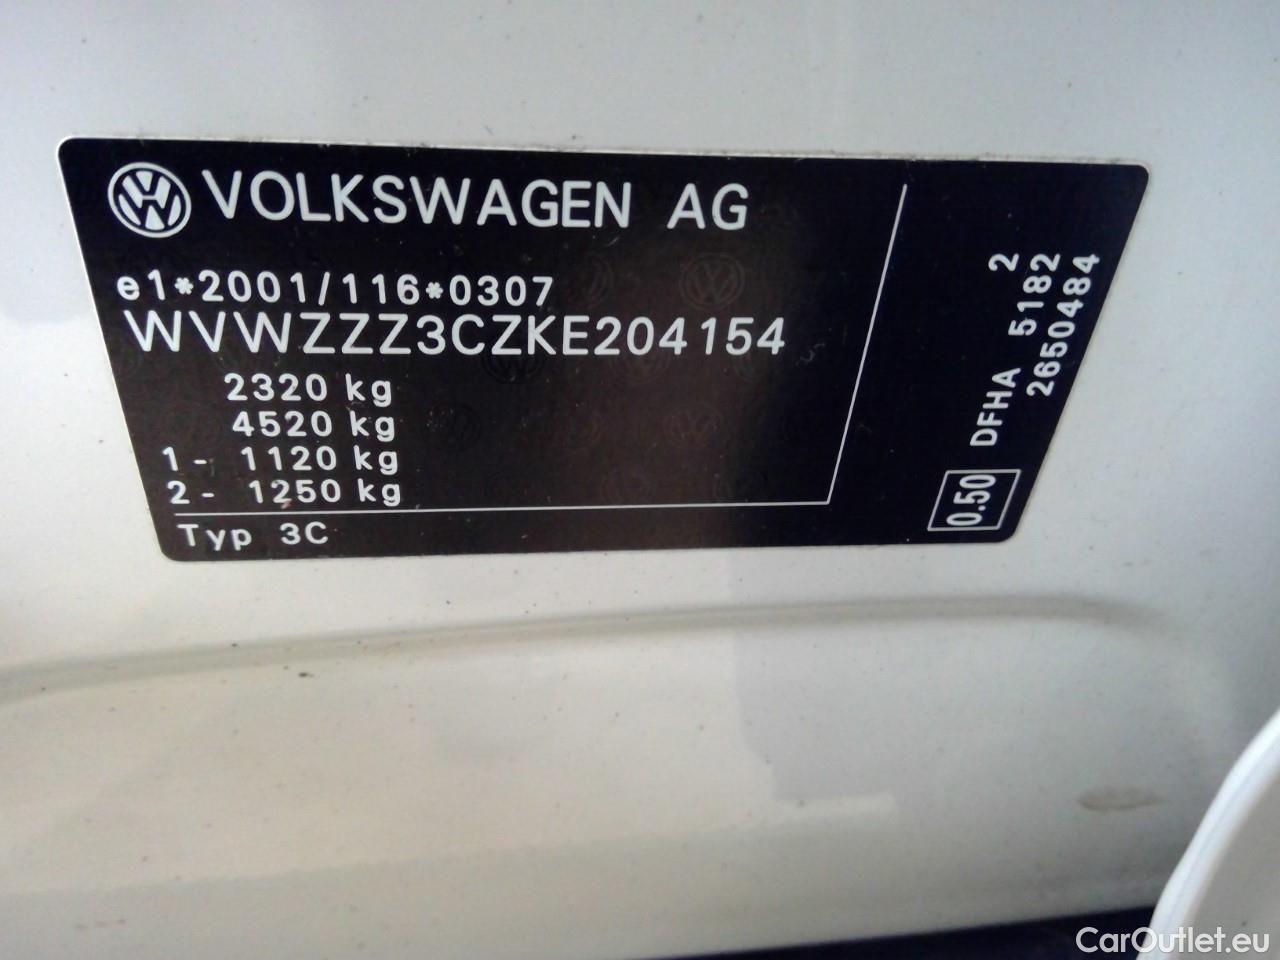 VOLKSWAGEN AG
e1*2001/116*0307
WVWZZZ3CZKE204154
2320 kg
4520 kg
1- 1120 kg
2- 1250 kg
Typ 3C
0.50
DFHA 5182 2
2650484
CarOutlet.eu